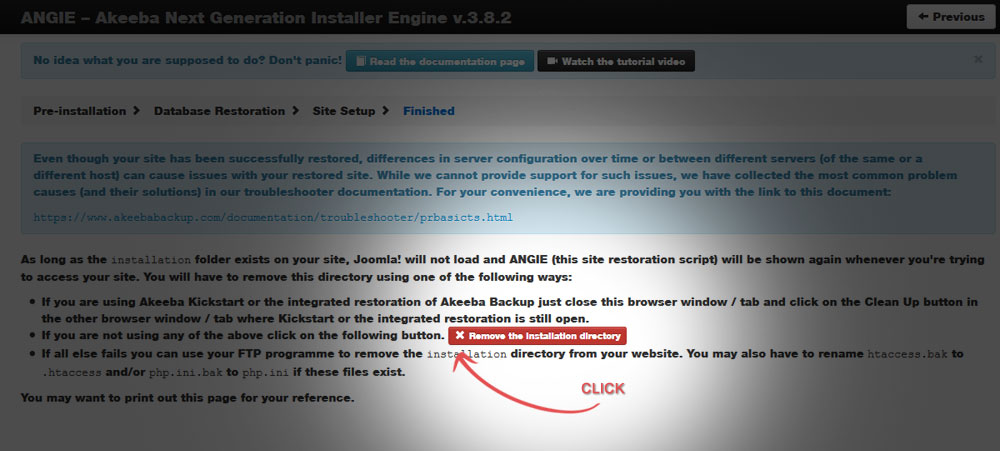 ANGIE – Akeeba Next Generation Installer Engine v.3.8.2
Previous
No idea what you are supposed to do? Don't panic! Read the documentation page Watch the tutorial video
Pre-installation Database Restoration Site Setup Finished
Even though your site has been successfully restored, differences in server configuration over time or between different servers (of the same or a
different host) can cause issues with your restored site. While we cannot provide support for such issues, we have collected the most common problem
causes (and their solutions) in our troubleshooter documentation. For your convenience, we are providing you with the link to this document:
https://www.akeebabackup.com/documentation/troubleshooter/prbasicts.html
As long as the installation folder exists on your site, Joomla! will not load and ANGIE (this site restoration script) will be shown again whenever you're trying
to access your site. You will have to remove this directory using one of the following ways:
If you are using Akeeba Kickstart or the integrated restoration of Akeeba Backup just close this browser window / tab and click on the Clean Up button in
the other browser window / tab where Kickstart or the integrated restoration is still open.
If you are not using any of the above click on the following button. Remove the installation directory
If all else fails you can use your FTP programme to remove the installation directory from your website. You may also have to rename htaccess.bak to
.htaccess and/or php.ini.bak to php.ini if these files exist.
CLICK
You may want to print out this page for your reference.